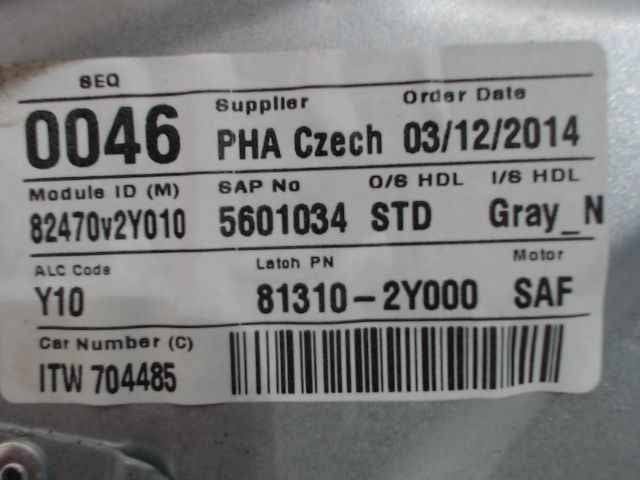 SEQ Supplier Order Date
0046 PHA Czech 03/12/2014
Module ID (M) SAP No O/S HDL I/S HDL
82470v2Y010 5601034 STD Gray_N
ALC Code Latch PN Motor
Y10 81310-2Y000 SAF
Car Number (C)
ITW 704485